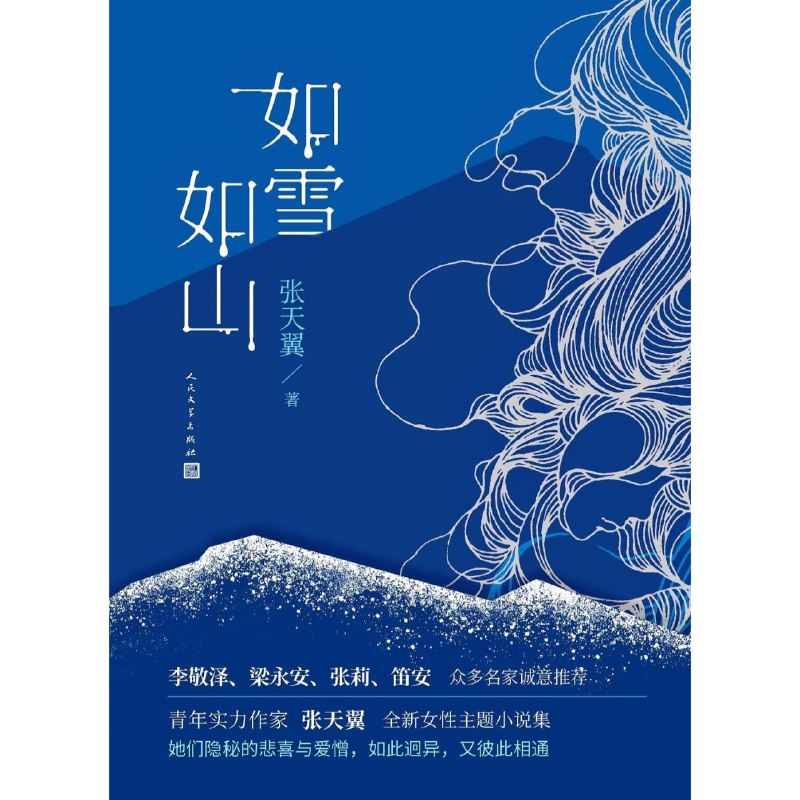 如雪
如山
张天翼／著
人民文学出版社
李敬泽、梁永安、张莉、笛安 众多名家诚意推荐
青年实力作家 张天翼 全新女性主题小说集
她们隐秘的悲喜与爱憎，如此迥异，又彼此相通